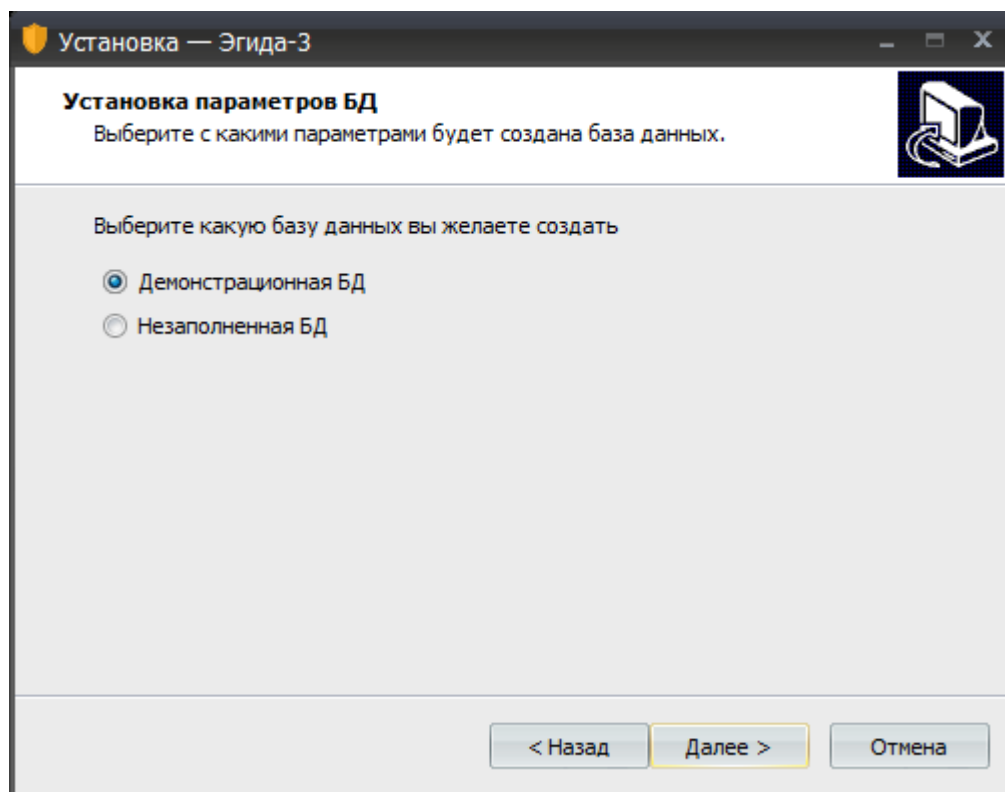 Установка — Эгида-3
Установка параметров БД
Выберите с какими параметрами будет создана база данных.
Выберите какую базу данных вы желаете создать
Демонстрационная БД
Незаполненная БД
< Назад
Далее >
Отмена